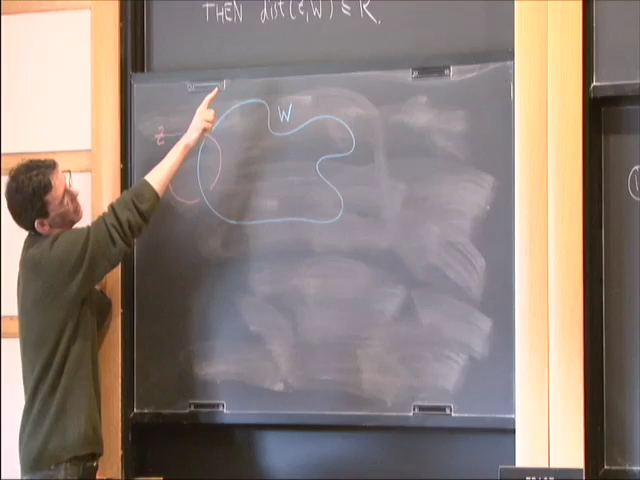 THEN dist(z,W) ≤ R.
W
z